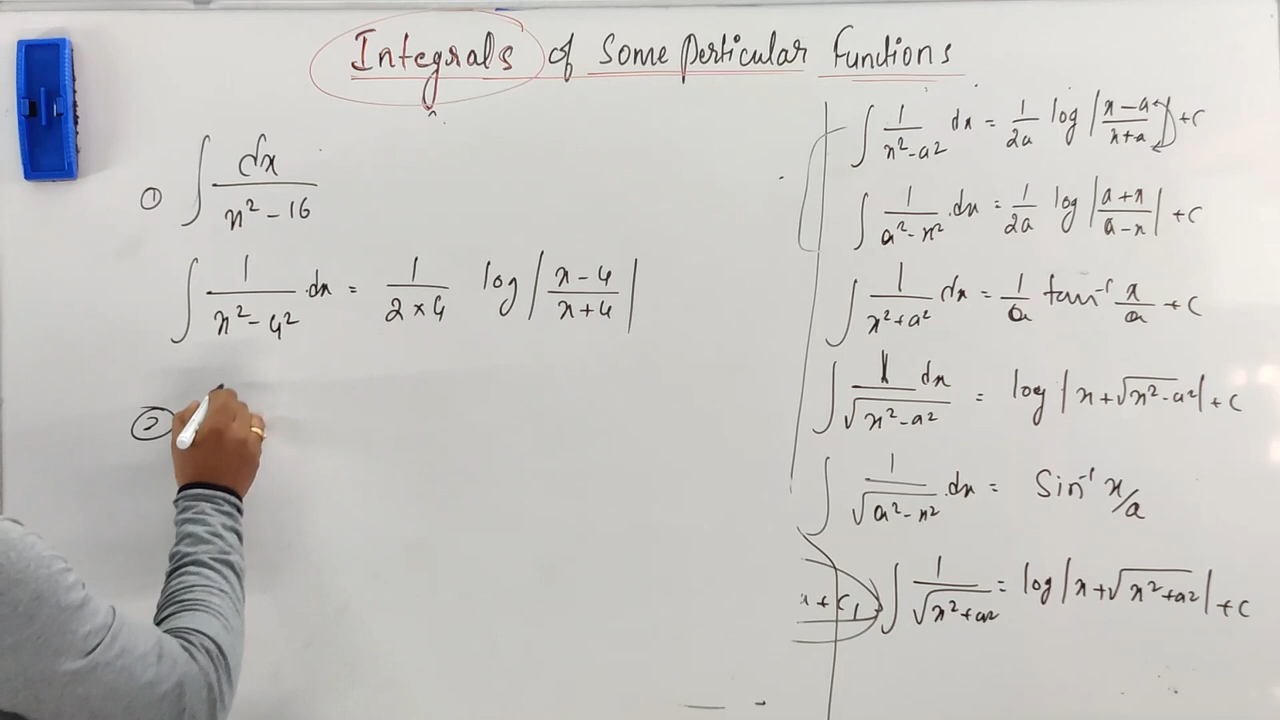 Integrals of Some Perticular Functions
① ∫ dx / x² - 16
∫ 1 / x² - 4² .dx = 1 / 2 × 4 log | x - 4 / x + 4 |
②
∫ 1 / x² - a² dx = 1 / 2a log | x - a / x + a | + c
∫ 1 / a² - x² .dx = 1 / 2a log | a + x / a - x | + c
∫ 1 / x² + a² dx = 1 / a tan⁻¹ x / a + c
∫ 1 dx / √x² - a² = log | x + √x² - a² | + c
∫ 1 / √a² - x² .dx = Sin⁻¹ x/a
x + c₁ ∫ 1 / √x² + a² = log | x + √x² + a² | + c